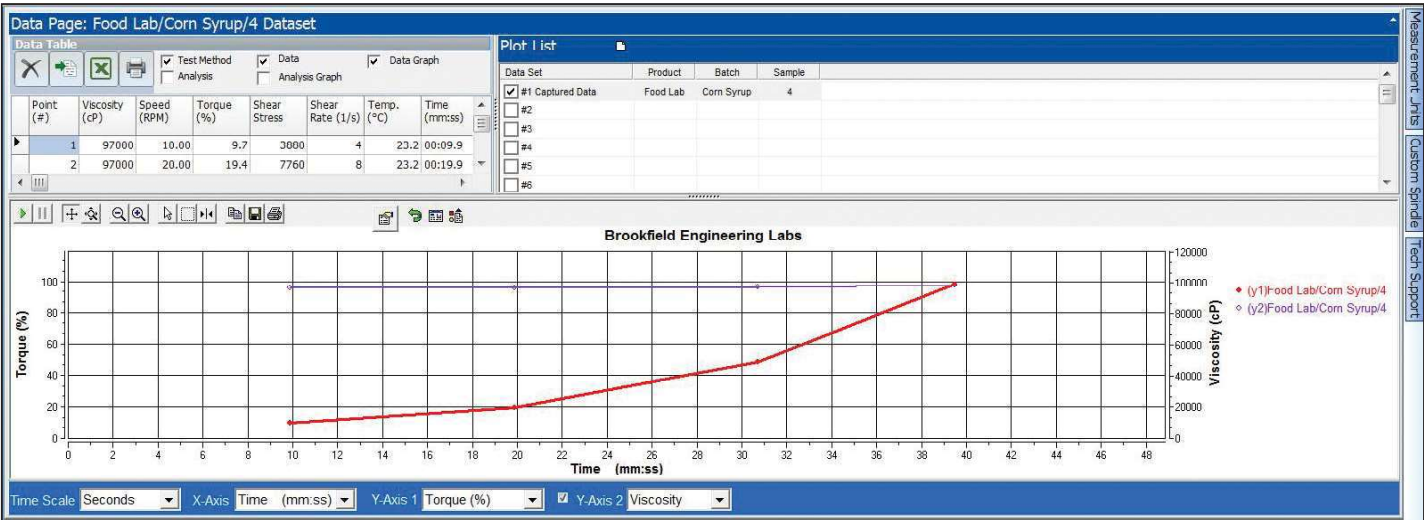 Data Page: Food Lab/Corn Syrup/4 Dataset
Data Table
Test Method Data Data Graph
Analysis Analysis Graph
Point (#) Viscosity (cP) Speed (RPM) Torque (%) Shear Stress Shear Rate (1/s) Temp. (°C) Time (mm:ss)
1 97000 10.00 9.7 3880 4 23.2 00:09.9
2 97000 20.00 19.4 7760 8 23.2 00:19.9
Plot List
Data Set Product Batch Sample
#1 Captured Data Food Lab Corn Syrup 4
#2
#3
#4
#5
#6
Measurement Units
Custom Spindle
Tech Support
Brookfield Engineering Labs
Torque (%)
100
80
60
40
20
0
120000
100000
80000
60000
40000
20000
0
Viscosity (cP)
(y1)Food Lab/Corn Syrup/4
(y2)Food Lab/Corn Syrup/4
0 2 4 6 8 10 12 14 16 18 20 22 24 26 28 30 32 34 36 38 40 42 44 46 48
Time (mm:ss)
Time Scale Seconds X-Axis Time (mm:ss) Y-Axis 1 Torque (%) Y-Axis 2 Viscosity